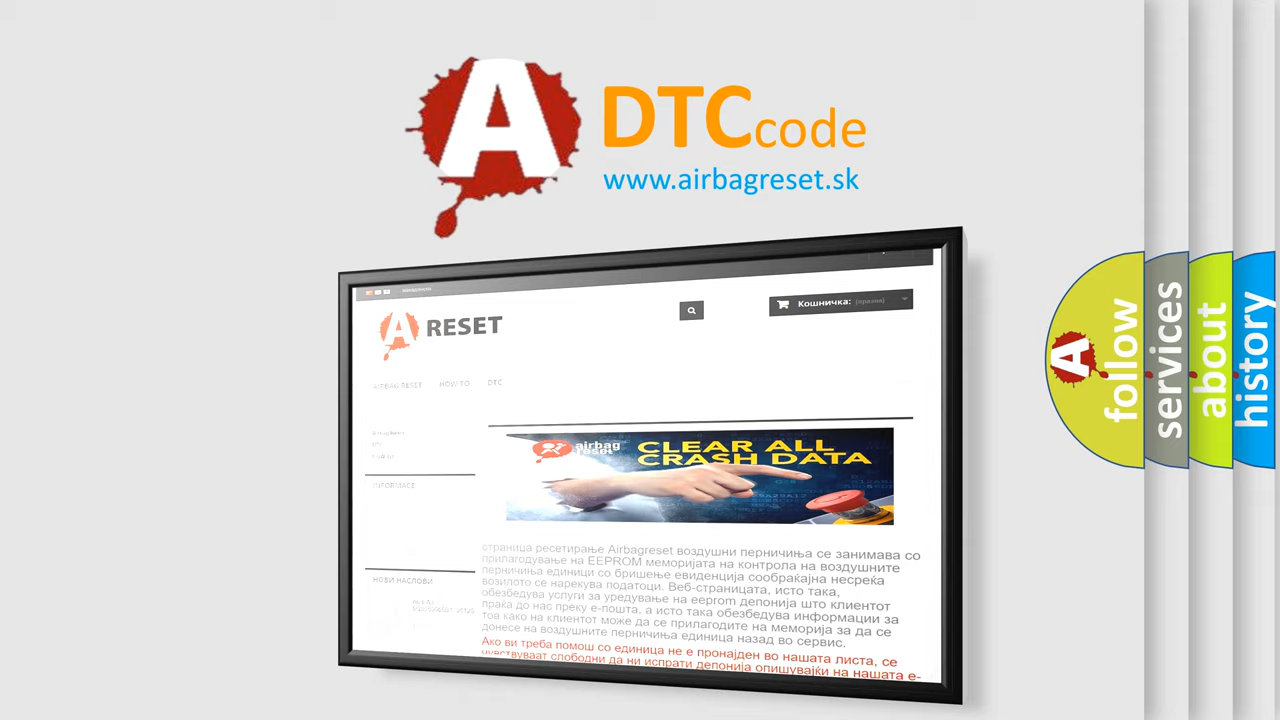 A
DTCcode
www.airbagreset.sk
A RESET
Кошничка: (празни)
AIRBAG RESET HOW TO DTC
INFORMACE
airbag
reset
CLEAR ALL
CRASH DATA
страница ресетирање Airbagreset воздушни перничиња се занимава со
прилагодување на EEPROM меморијата на контрола на воздушните
перничиња единици со бришење евиденција сообраќајна несреќа
возилото се нарекува податоци. Веб-страницата, исто така,
обезбедува услуги за уредување на eeprom депонија што клиентот
праќа до нас преку е-пошта, а исто така обезбедува информации за
тоа како на клиентот може да се прилагодите на меморија за да се
донесе на воздушните перничиња единица назад во сервис.
Ако ви треба помош со единица не е пронајден во нашата листа, се
чувствуваат слободни да ни испрати депонија опишувајќи на нашата е-
НОВИ НАСЛОВИ
A
follow
services
about
history